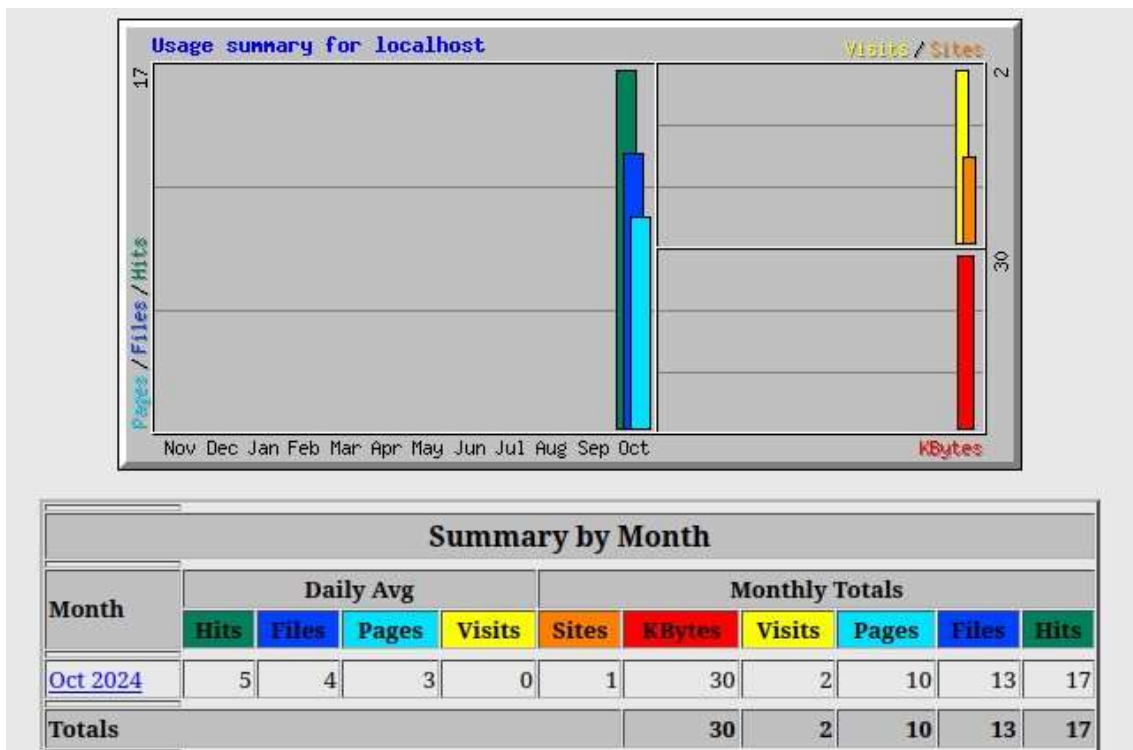 Usage summary for localhost
Visits / Sites
17
2
Pages / Files / Hits
30
Nov Dec Jan Feb Mar Apr May Jun Jul Aug Sep Oct
KBytes
Summary by Month
Month
Daily Avg
Monthly Totals
Hits Files Pages Visits Sites KBytes Visits Pages Files Hits
Oct 2024 5 4 3 0 1 30 2 10 13 17
Totals 30 2 10 13 17